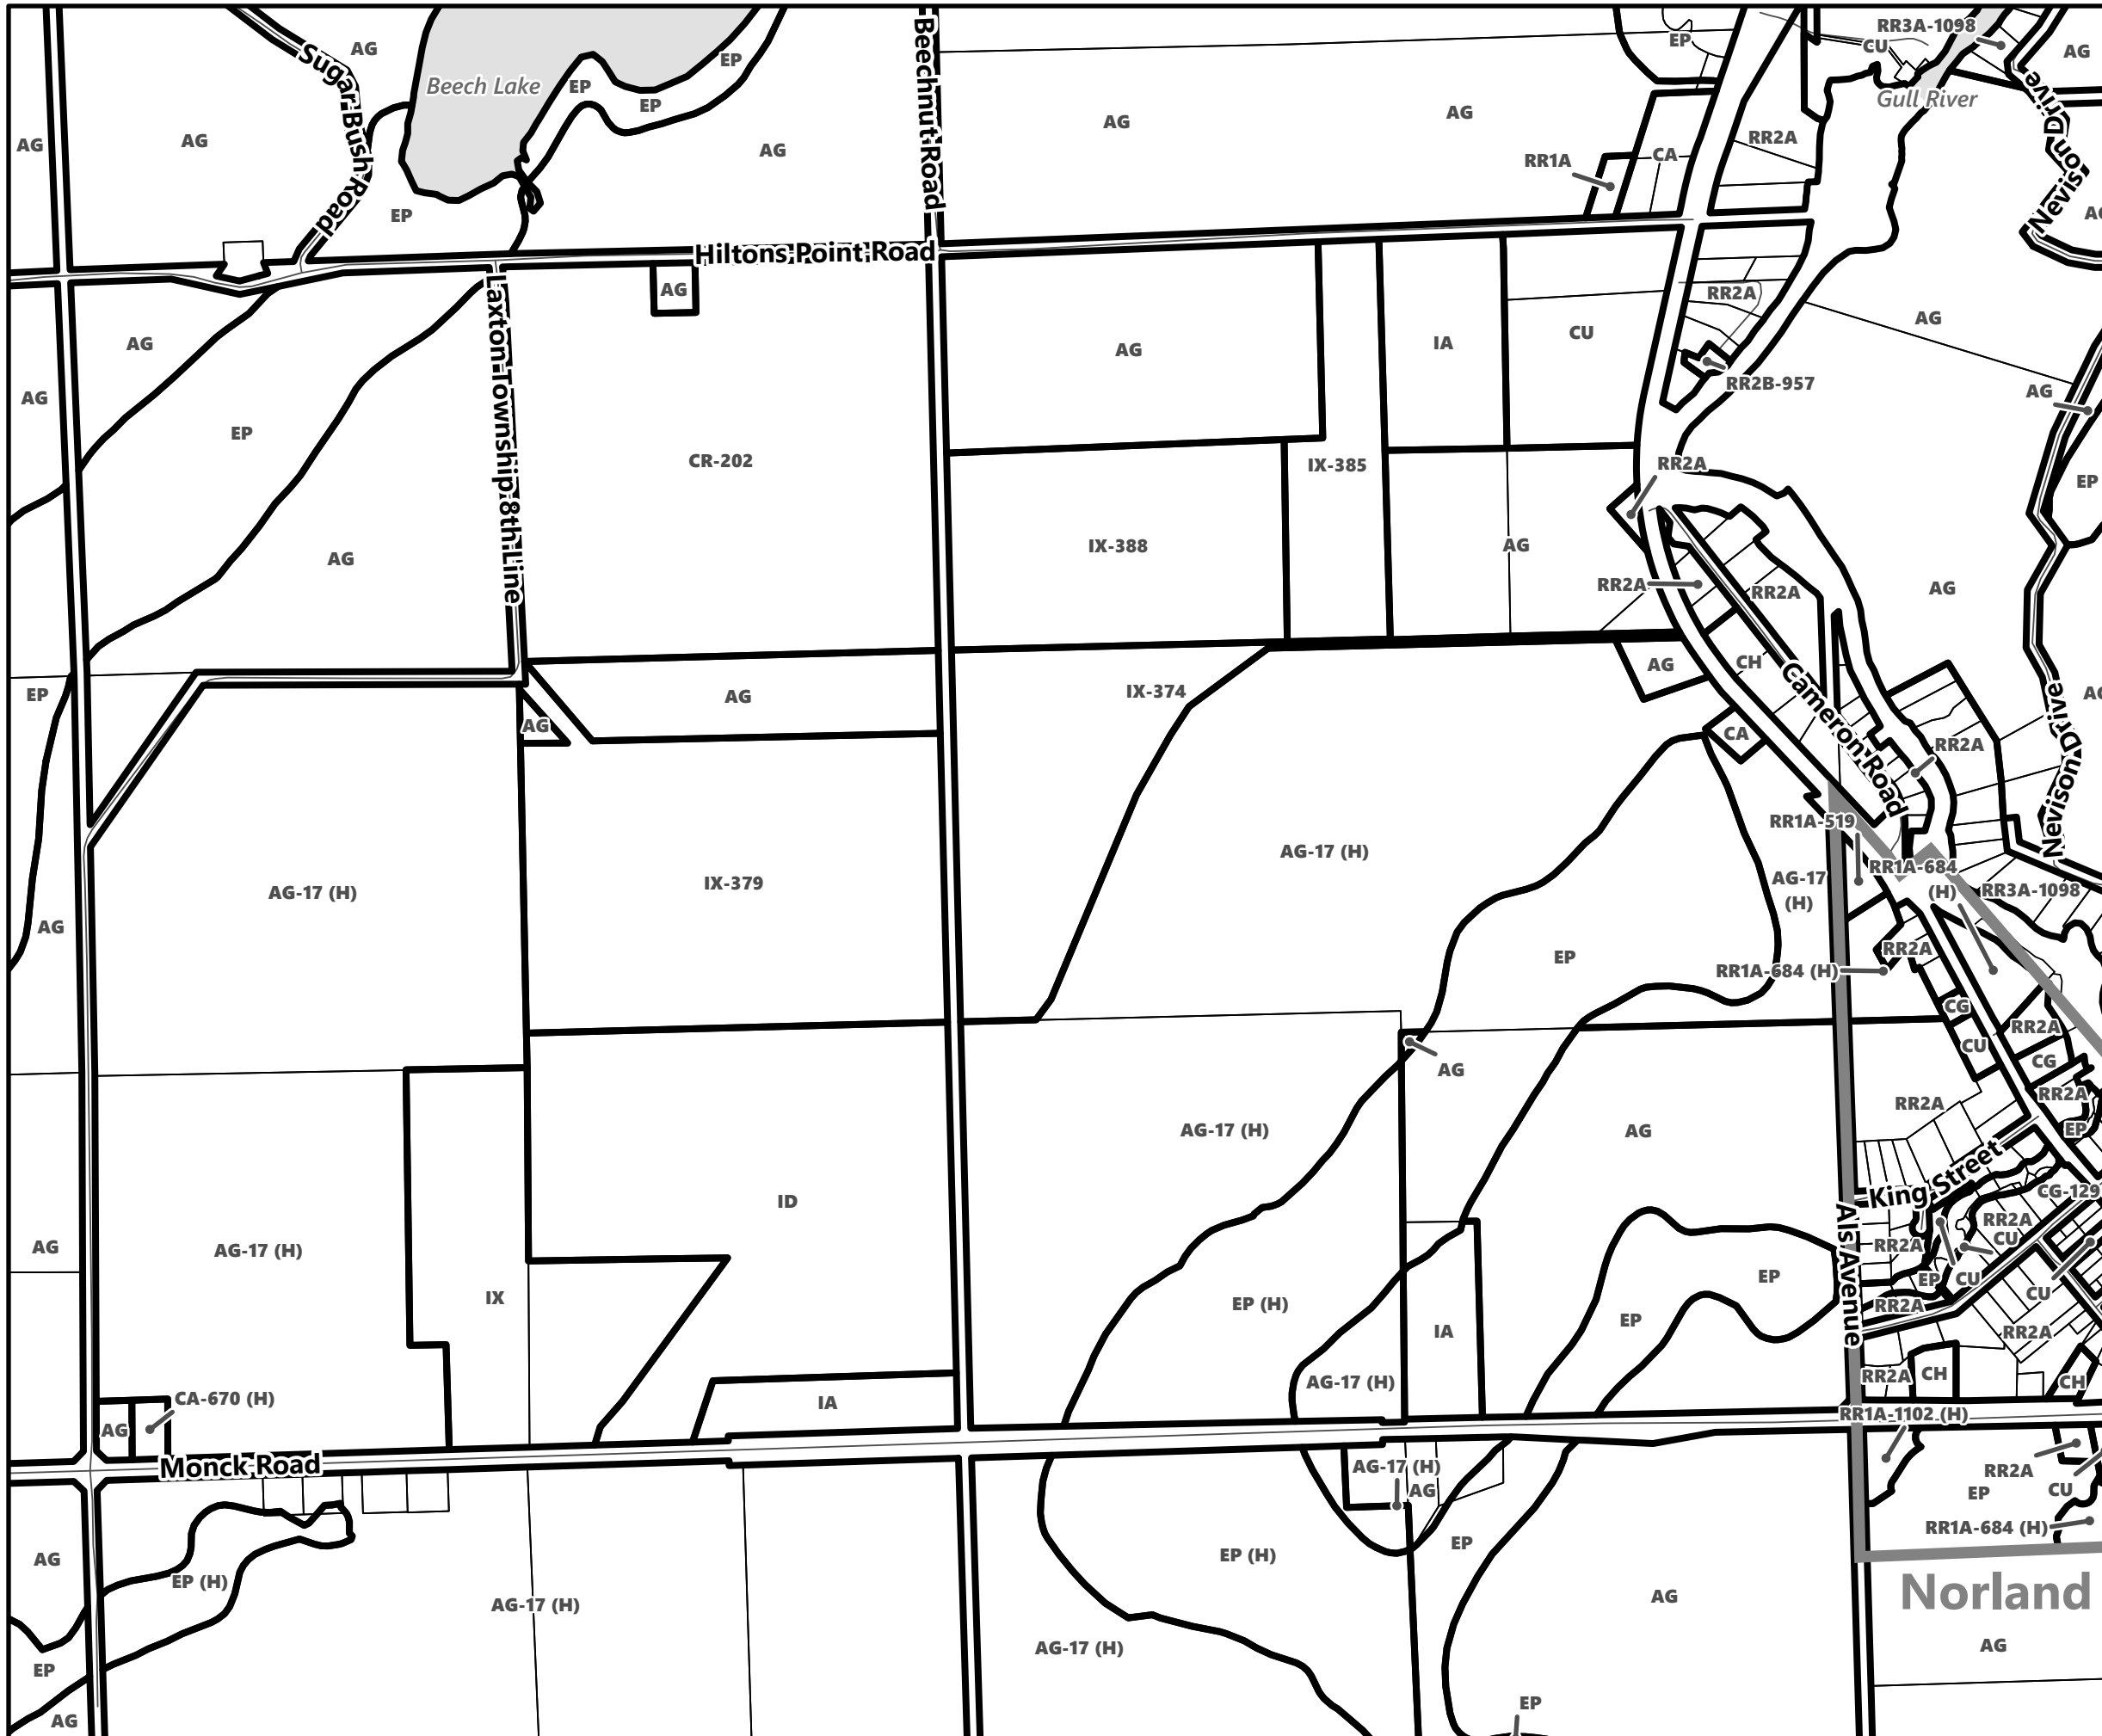 RR3A-1098
AG
CU
AG
EP
EP
Sugar Bush Road
Beech Lake
EP
EP
Beechnut Road
Gull River
Nevison Drive
AG
AG
RR2A
AG
AG
AG
RR1A
CA
EP
AG
Hiltons Point Road
AG
RR2A
AG
Laxton Township 8th Line
AG
AG
IA
CU
RR2B-957
AG
AG
EP
CR-202
IX-385
RR2A
EP
AG
IX-388
AG
RR2A
RR2A
AG
EP
AG
IX-374
AG
CH
Cameron Road
AG
CA
RR2A
Nevison Drive
RR1A-519
AG-17 (H)
IX-379
AG-17 (H)
AG-17
(H)
RR1A-684
(H)
RR3A-1098
AG
EP
RR2A
RR1A-684 (H)
CG
RR2A
CU
CG
AG
RR2A
RR2A
AG-17 (H)
AG
EP
King Street
CG-129
ID
RR2A
CU
AG
AG-17 (H)
RR2A
Als Avenue
EP
CU
CU
IX
EP (H)
EP
RR2A
EP
IA
RR2A
AG-17 (H)
RR2A
CH
CH
CA-670 (H)
AG
IA
RR1A-1102 (H)
Monck Road
AG-17 (H)
AG
RR2A
EP
CU
RR1A-684 (H)
AG
EP (H)
EP
EP (H)
AG-17 (H)
AG
Norland
AG-17 (H)
AG
EP
EP
AG